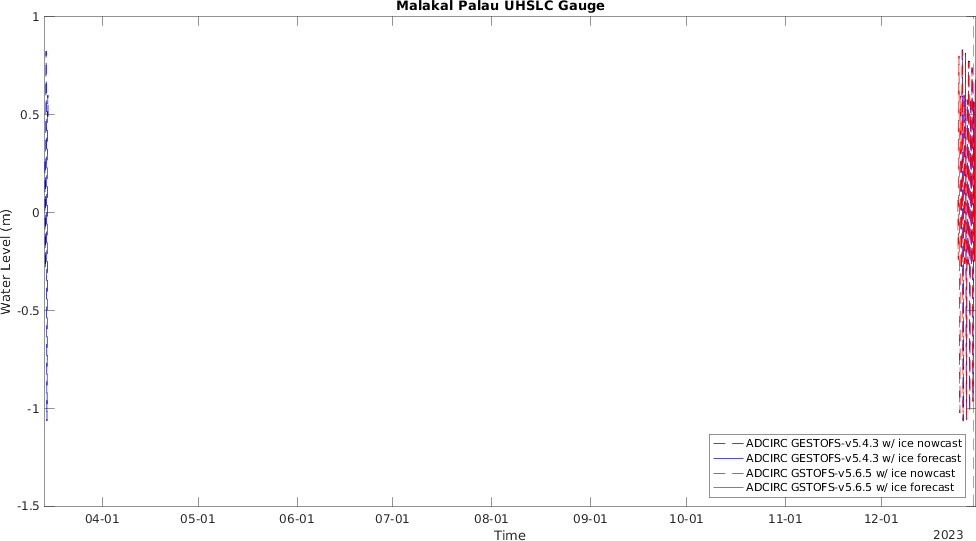 Malakal Palau UHSLC Gauge
1
0.5
0
-0.5
-1
-1.5
Water Level (m)
04-01 05-01 06-01 07-01 08-01 09-01 10-01 11-01 12-01
Time
2023
ADCIRC GESTOFS-v5.4.3 w/ ice nowcast
ADCIRC GESTOFS-v5.4.3 w/ ice forecast
ADCIRC GSTOFS-v5.6.5 w/ ice nowcast
ADCIRC GSTOFS-v5.6.5 w/ ice forecast